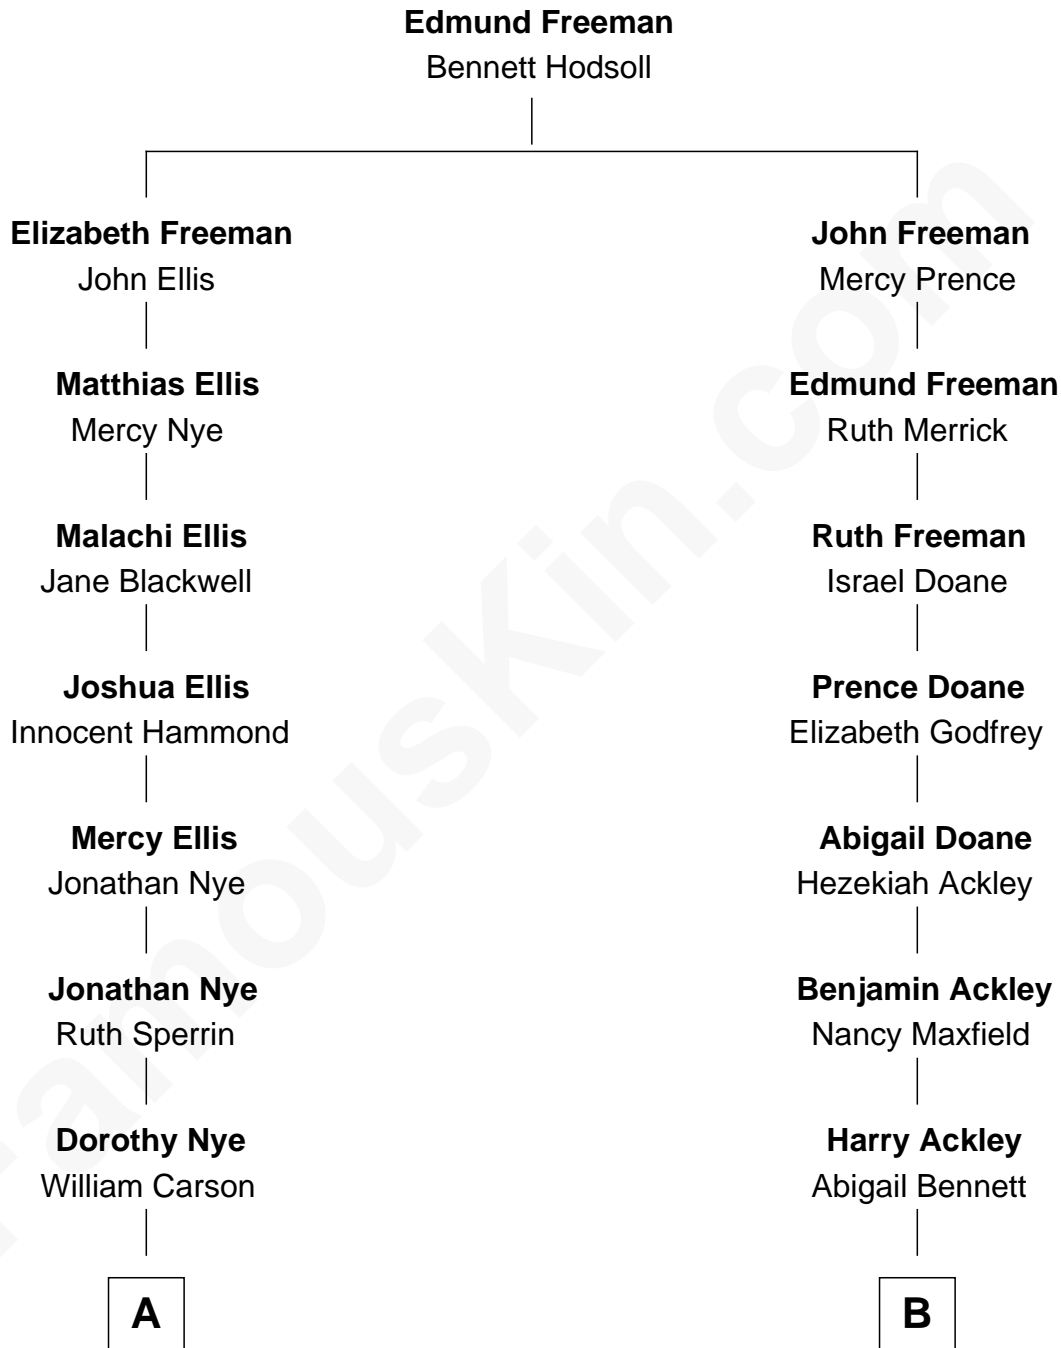 Edmund Freeman
Bennett Hodsoll
Elizabeth Freeman
John Ellis
John Freeman
Mercy Prence
Matthias Ellis
Mercy Nye
Edmund Freeman
Ruth Merrick
Malachi Ellis
Jane Blackwell
Ruth Freeman
Israel Doane
Joshua Ellis
Innocent Hammond
Prence Doane
Elizabeth Godfrey
Mercy Ellis
Jonathan Nye
Abigail Doane
Hezekiah Ackley
Jonathan Nye
Ruth Sperrin
Benjamin Ackley
Nancy Maxfield
Dorothy Nye
William Carson
Harry Ackley
Abigail Bennett
A
B
FamousKin.com